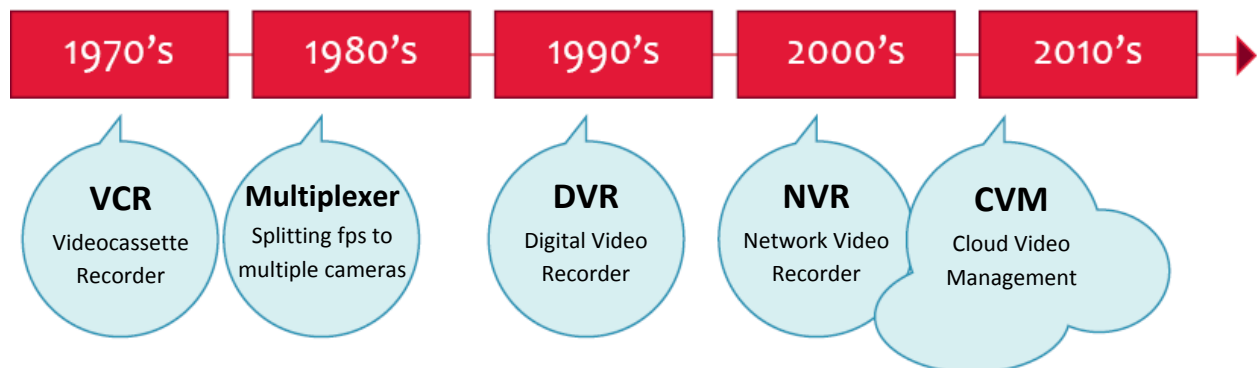 1970's 1980's 1990's 2000's 2010's
VCR
Videocassette
Recorder
Multiplexer
Splitting fps to
multiple cameras
DVR
Digital Video
Recorder
NVR
Network Video
Recorder
CVM
Cloud Video
Management